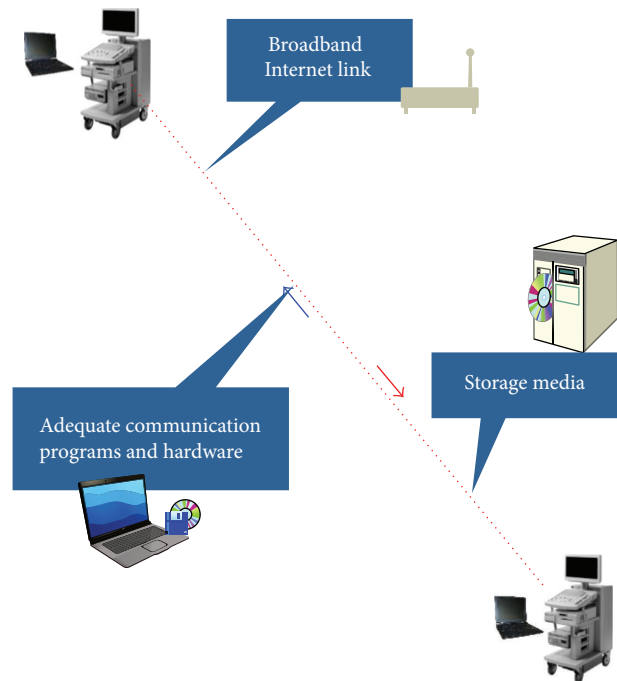 Broadband
Internet link
Storage media
Adequate communication
programs and hardware